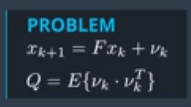 PROBLEM
x_{k+1} = Fx_k + ν_k
Q = E{ν_k · ν_k^T}